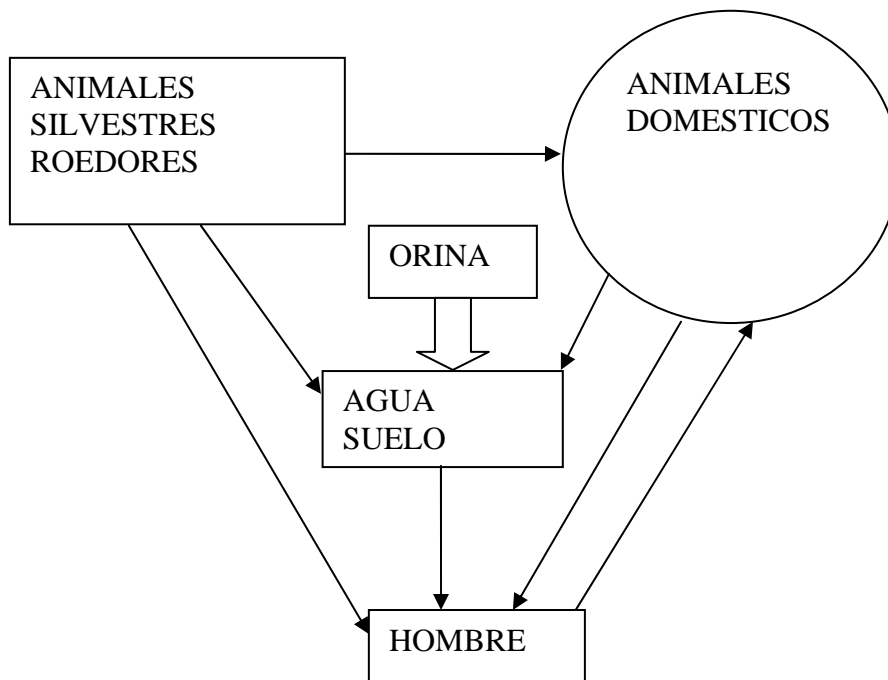 ANIMALES
SILVESTRES
ROEDORES
ANIMALES
DOMESTICOS
ORINA
AGUA
SUELO
HOMBRE